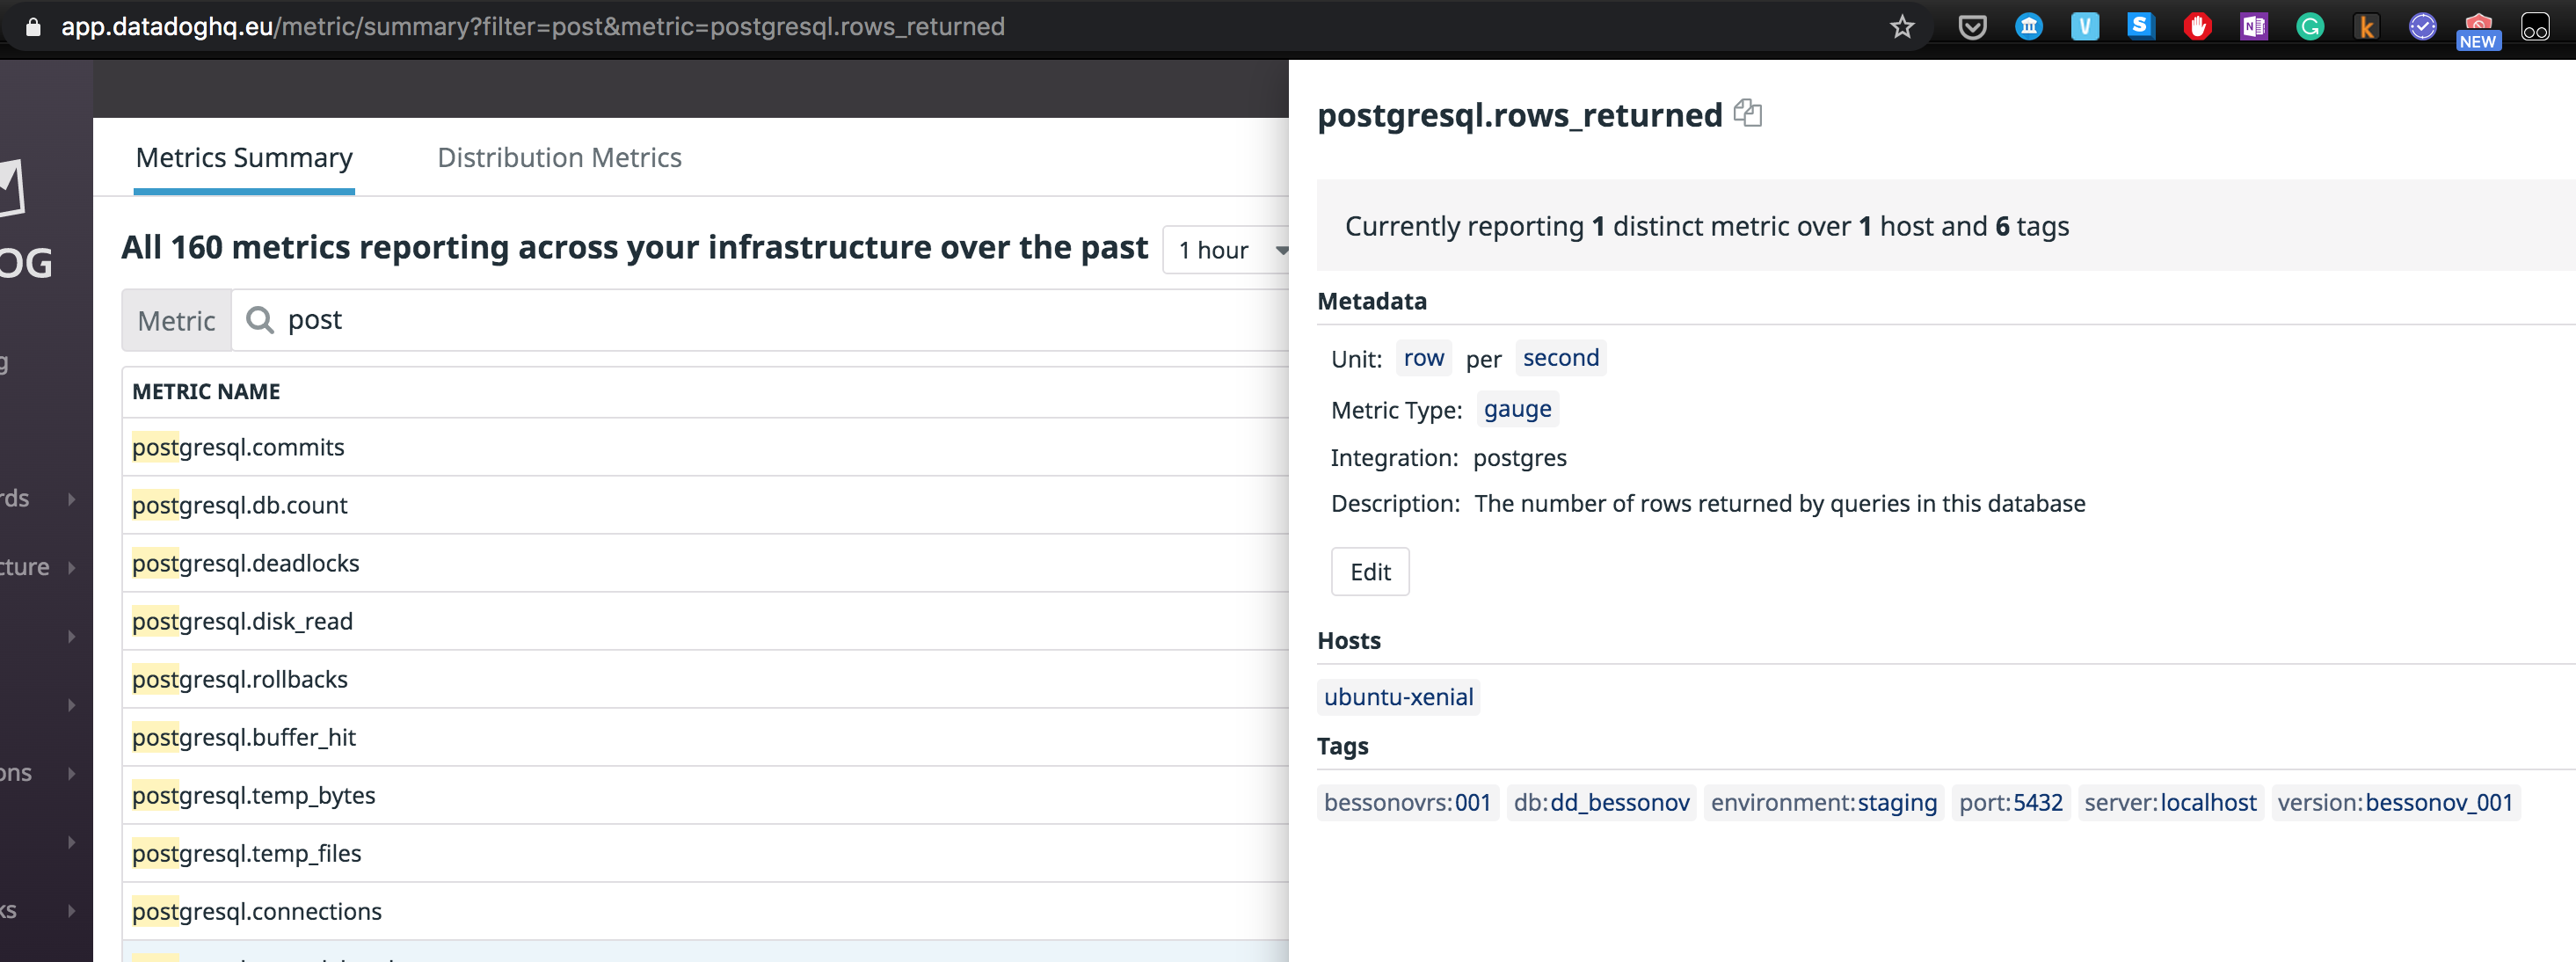 app.datadoghq.eu/metric/summary?filter=post&metric=postgresql.rows_returned
NEW
OG
g
rds
cture
ons
ks
Metrics Summary
Distribution Metrics
All 160 metrics reporting across your infrastructure over the past 1 hour
Metric post
METRIC NAME
postgresql.commits
postgresql.db.count
postgresql.deadlocks
postgresql.disk_read
postgresql.rollbacks
postgresql.buffer_hit
postgresql.temp_bytes
postgresql.temp_files
postgresql.connections
postgresql.rows_returned
Currently reporting 1 distinct metric over 1 host and 6 tags
Metadata
Unit: row per second
Metric Type: gauge
Integration: postgres
Description: The number of rows returned by queries in this database
Edit
Hosts
ubuntu-xenial
Tags
bessonovrs:001 db:dd_bessonov environment:staging port:5432 server:localhost version:bessonov_001